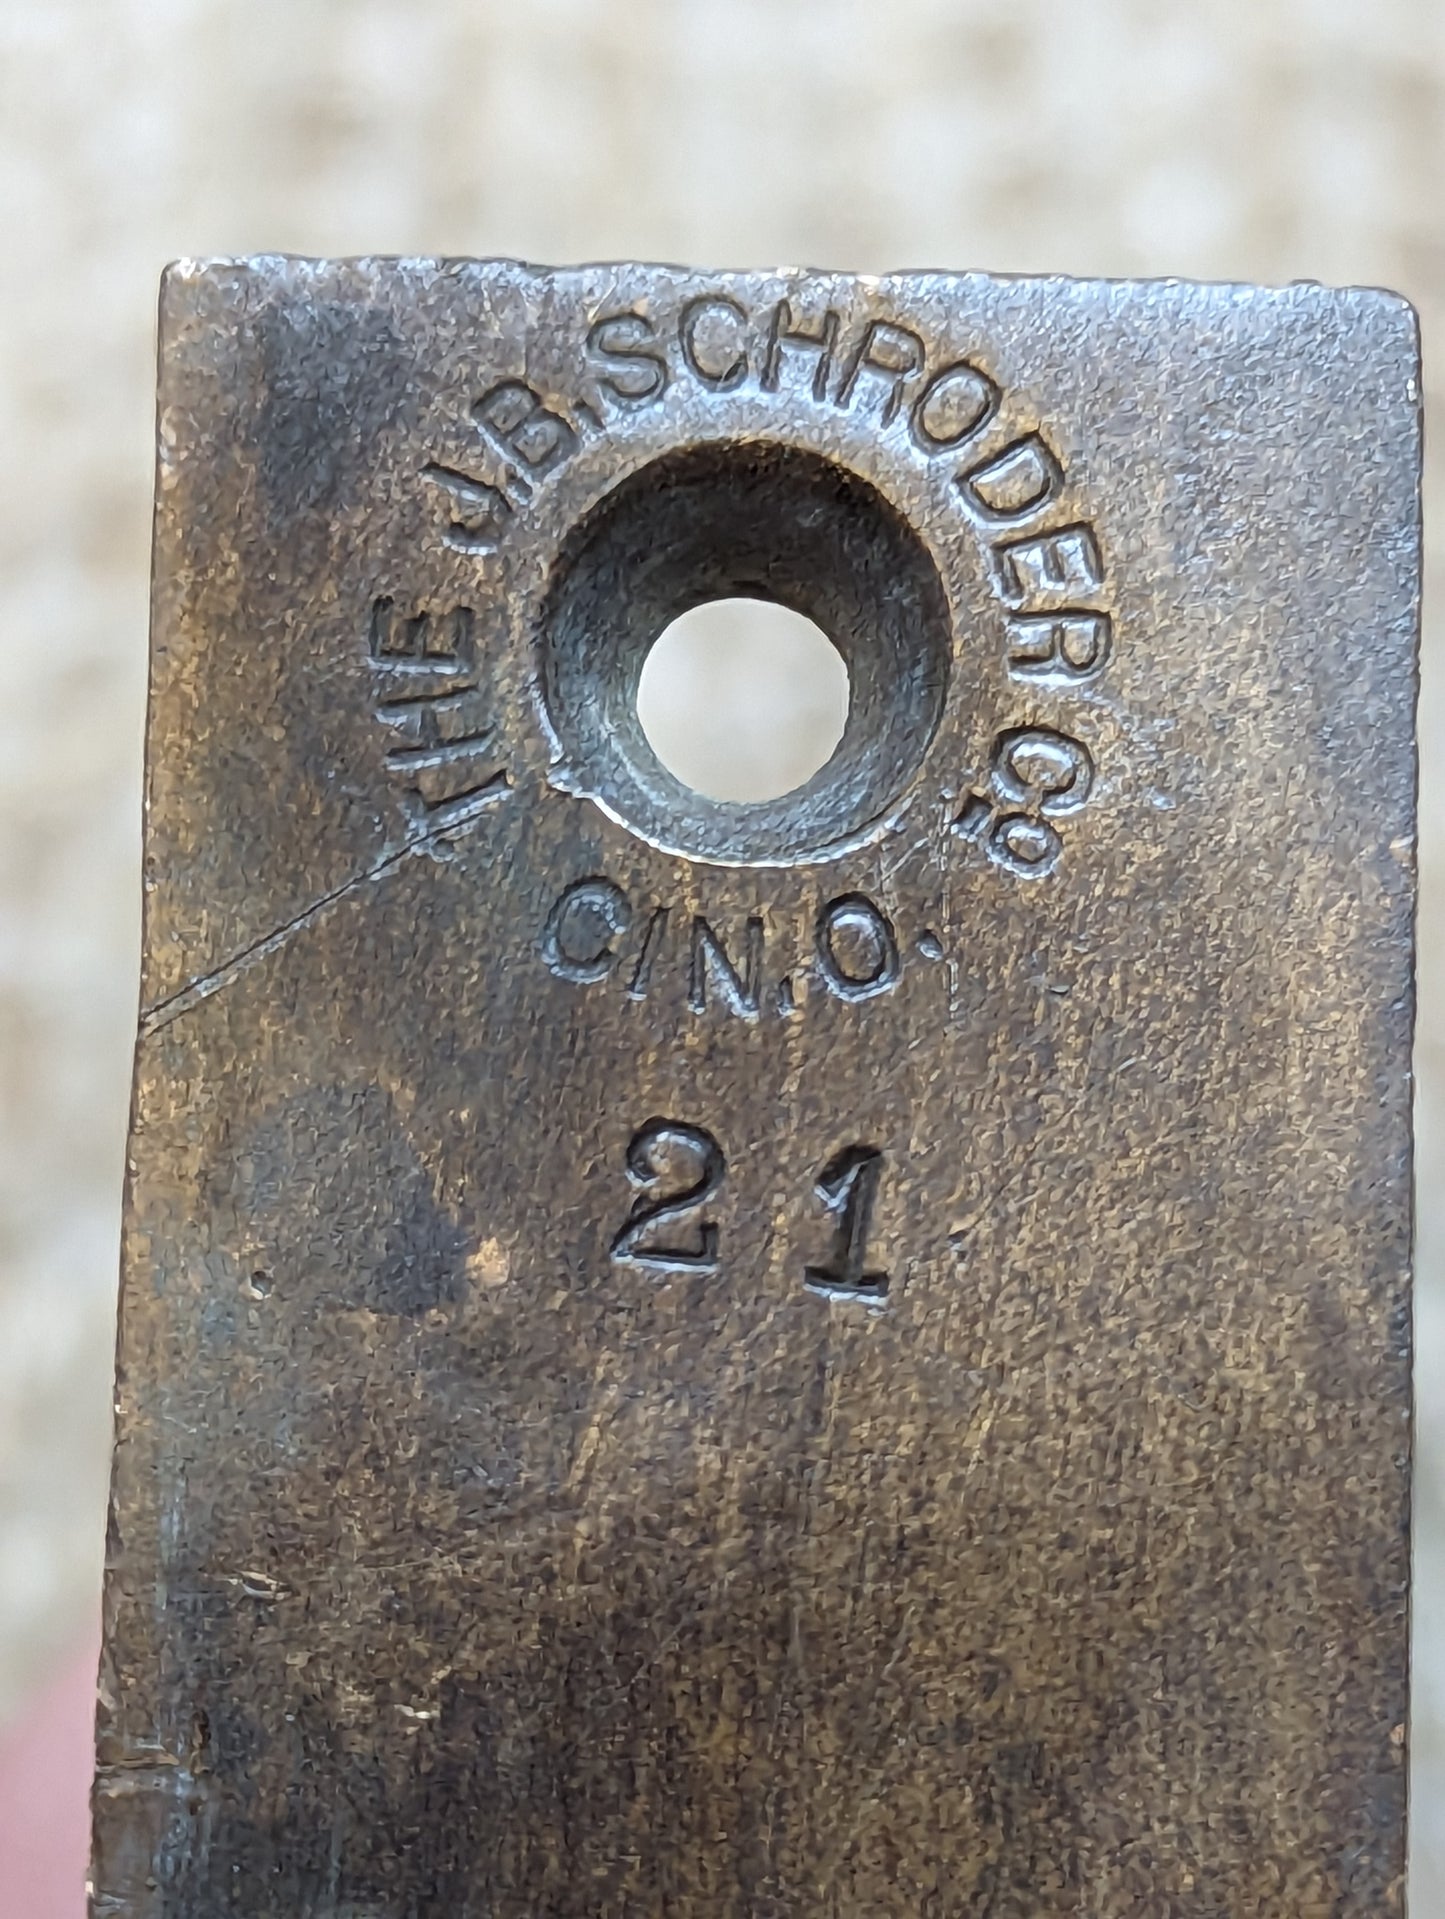 THE J.B. SCHRODER Co
CIN. O.
21